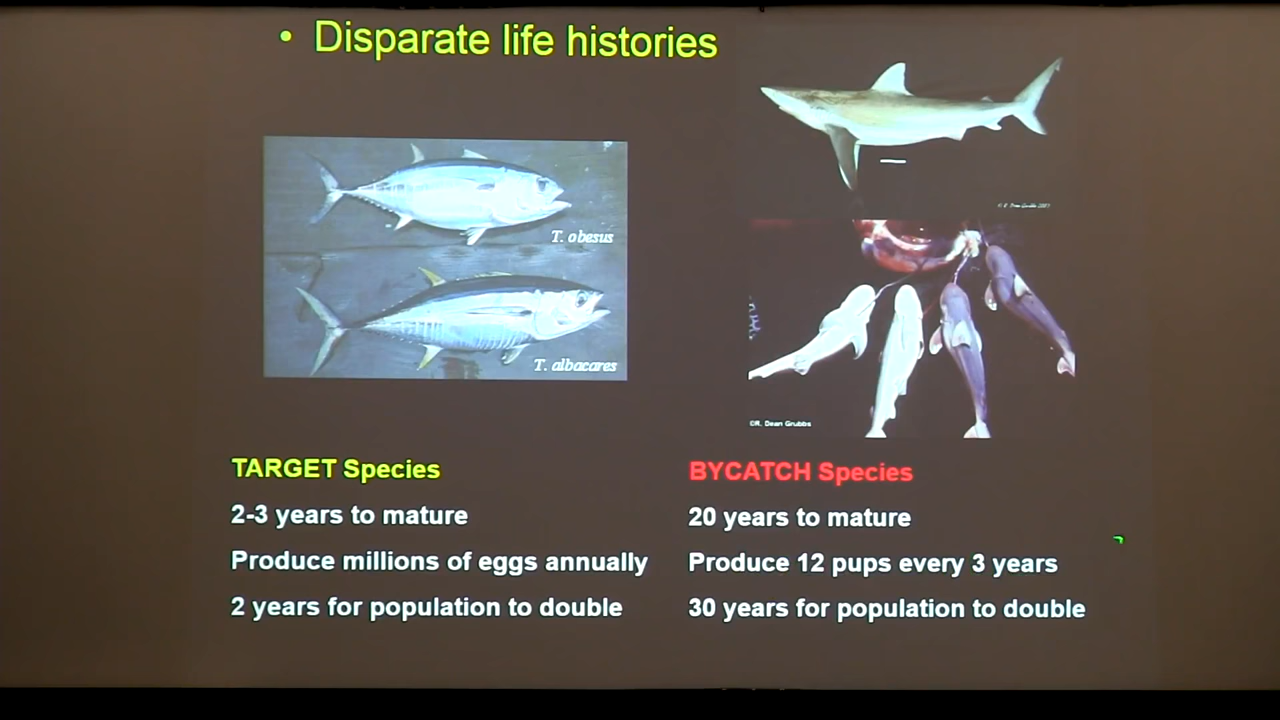 • Disparate life histories
T. obesus
T. albacares
©R. Dean Grubbs
TARGET Species
2-3 years to mature
Produce millions of eggs annually
2 years for population to double
BYCATCH Species
20 years to mature
Produce 12 pups every 3 years
30 years for population to double